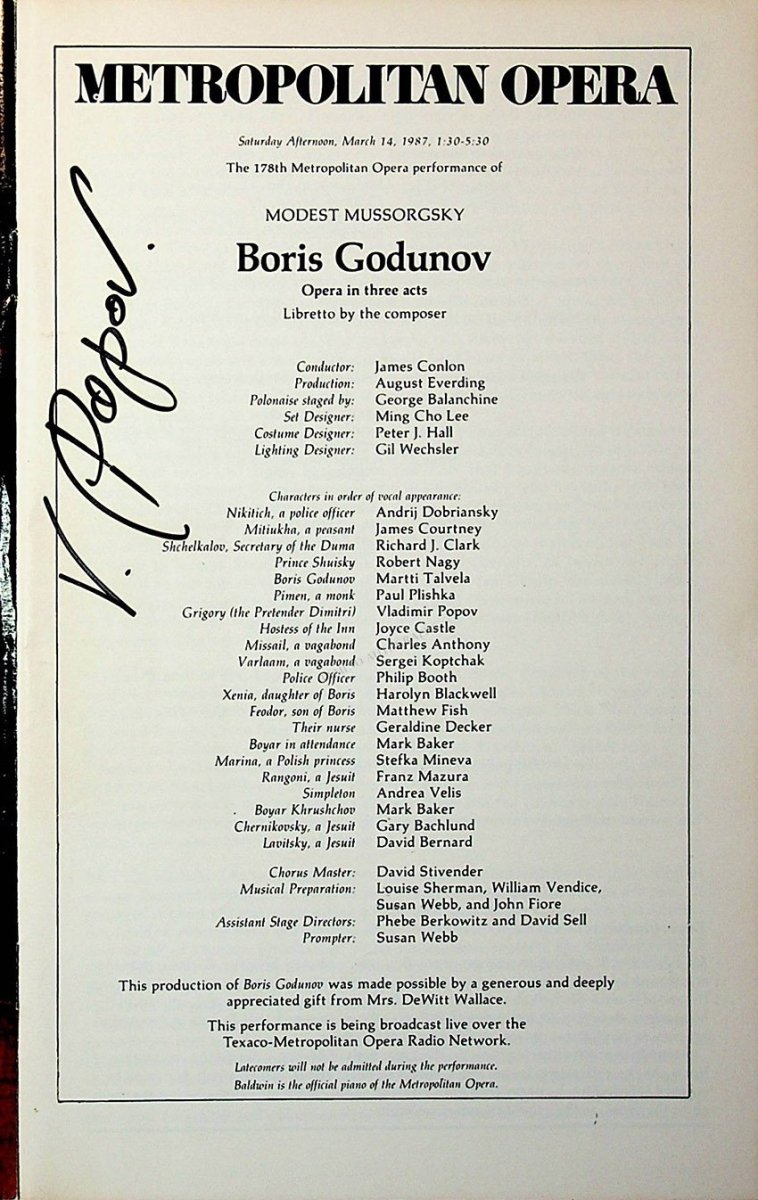 METROPOLITAN OPERA
Saturday Afternoon, March 14, 1987, 1:30-5:30
The 178th Metropolitan Opera performance of
MODEST MUSSORGSKY
Boris Godunov
Opera in three acts
Libretto by the composer
Conductor: James Conlon
Production: August Everding
Polonaise staged by: George Balanchine
Set Designer: Ming Cho Lee
Costume Designer: Peter J. Hall
Lighting Designer: Gil Wechsler
V. Popov.
Characters in order of vocal appearance:
Nikitich, a police officer Andrij Dobriansky
Mitiukha, a peasant James Courtney
Shchelkalov, Secretary of the Duma Richard J. Clark
Prince Shuisky Robert Nagy
Boris Godunov Martti Talvela
Pimen, a monk Paul Plishka
Grigory (the Pretender Dimitri) Vladimir Popov
Hostess of the Inn Joyce Castle
Missail, a vagabond Charles Anthony
Varlaam, a vagabond Sergei Koptchak
Police Officer Philip Booth
Xenia, daughter of Boris Harolyn Blackwell
Feodor, son of Boris Matthew Fish
Their nurse Geraldine Decker
Boyar in attendance Mark Baker
Marina, a Polish princess Stefka Mineva
Rangoni, a Jesuit Franz Mazura
Simpleton Andrea Velis
Boyar Khrushchov Mark Baker
Chernikovsky, a Jesuit Gary Bachlund
Lavitsky, a Jesuit David Bernard
Chorus Master: David Stivender
Musical Preparation: Louise Sherman, William Vendice,
Susan Webb, and John Fiore
Assistant Stage Directors: Phebe Berkowitz and David Sell
Prompter: Susan Webb
This production of Boris Godunov was made possible by a generous and deeply
appreciated gift from Mrs. DeWitt Wallace.
This performance is being broadcast live over the
Texaco-Metropolitan Opera Radio Network.
Latecomers will not be admitted during the performance.
Baldwin is the official piano of the Metropolitan Opera.